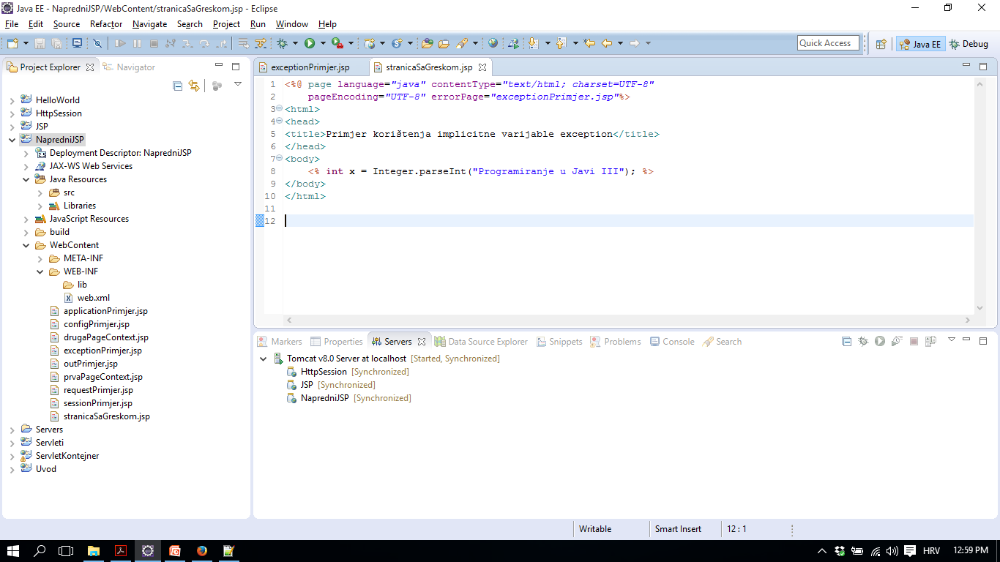 Java EE - NapredniJSP/WebContent/stranicaSaGreskom.jsp - Eclipse
File Edit Source Refactor Navigate Search Project Run Window Help
Quick Access Java EE Debug
Project Explorer Navigator
HelloWorld
HttpSession
JSP
NapredniJSP
Deployment Descriptor: NapredniJSP
JAX-WS Web Services
Java Resources
src
Libraries
JavaScript Resources
build
WebContent
META-INF
WEB-INF
lib
web.xml
applicationPrimjer.jsp
configPrimjer.jsp
drugaPageContext.jsp
exceptionPrimjer.jsp
outPrimjer.jsp
prvaPageContext.jsp
requestPrimjer.jsp
sessionPrimjer.jsp
stranicaSaGreskom.jsp
Servers
Servleti
ServletKontejner
Uvod
exceptionPrimjer.jsp stranicaSaGreskom.jsp
1 <%@ page language="java" contentType="text/html; charset=UTF-8"
2 pageEncoding="UTF-8" errorPage="exceptionPrimjer.jsp"%>
3 <html>
4 <head>
5 <title>Primjer korištenja implicitne varijable exception</title>
6 </head>
7 <body>
8 <% int x = Integer.parseInt("Programiranje u Javi III"); %>
9 </body>
10 </html>
11
12
Markers Properties Servers Data Source Explorer Snippets Problems Console Search
Tomcat v8.0 Server at localhost [Started, Synchronized]
HttpSession [Synchronized]
JSP [Synchronized]
NapredniJSP [Synchronized]
Writable Smart Insert 12 : 1
HRV 12:59 PM